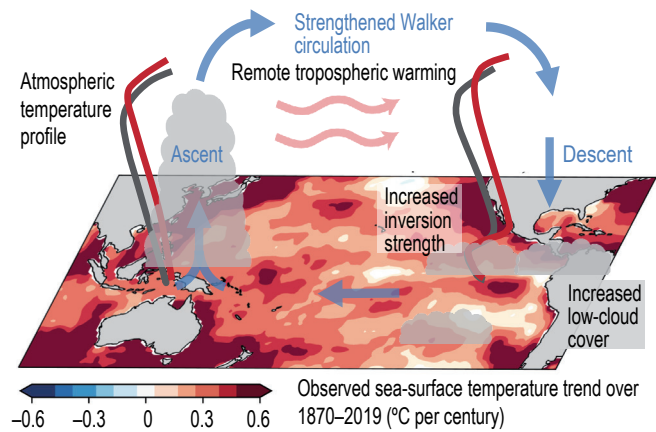 Strengthened Walker
circulation
Remote tropospheric warming
Atmospheric
temperature
profile
Ascent
Descent
Increased
inversion
strength
Increased
low-cloud
cover
Observed sea-surface temperature trend over
1870–2019 (ºC per century)
–0.6 –0.3 0 0.3 0.6